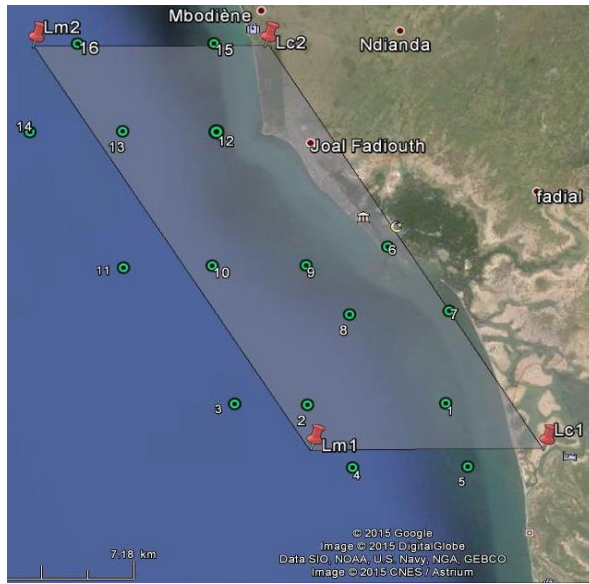 Mbodiène
Lm2
Lc2
16
15
Ndianda
14
13
12
Joal Fadiouth
fadial
6
11
10
9
7
8
3
2
1
Lm1
Lc1
4
5
© 2015 Google
Image © 2015 DigitalGlobe
Data SIO, NOAA, U.S. Navy, NGA, GEBCO
Image © 2015 CNES / Astrium
7.18 km